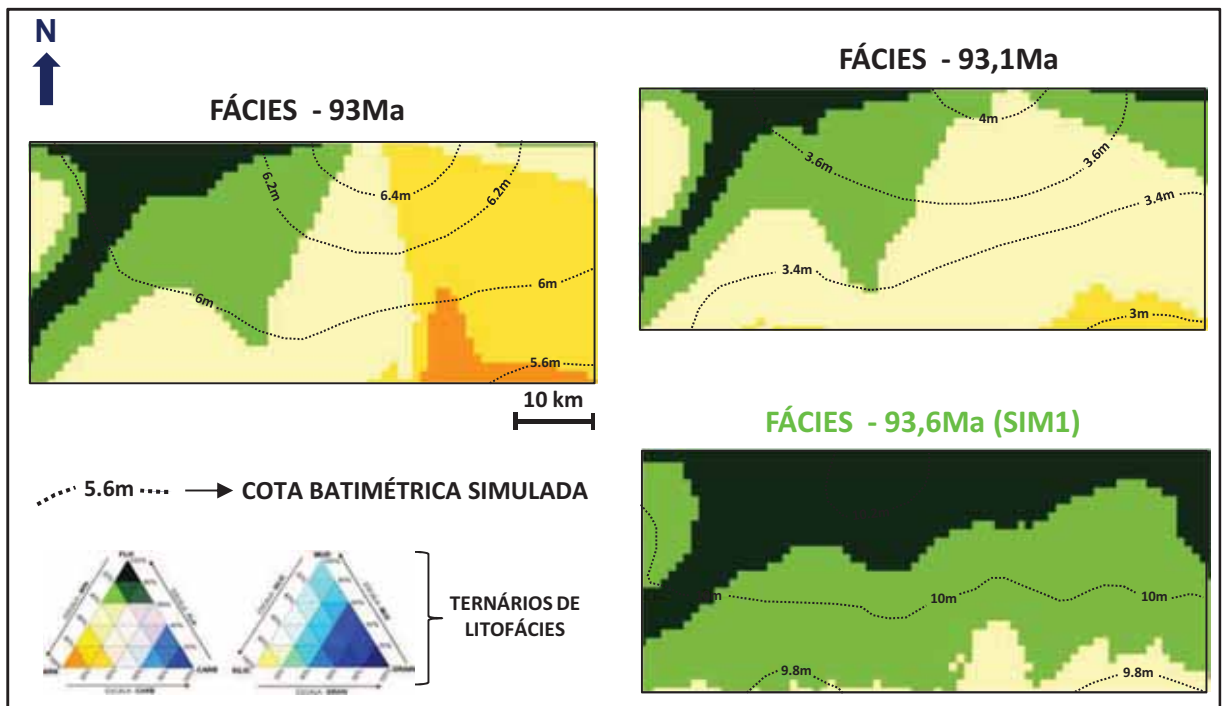 N
FÁCIES - 93Ma
6.2m
6.4m
6.2m
6m
6m
5.6m
10 km
FÁCIES - 93,1Ma
4m
3.6m
3.6m
3.4m
3.4m
3m
FÁCIES - 93,6Ma (SIM1)
10m
10m
9.8m
9.8m
5.6m
COTA BATIMÉTRICA SIMULADA
TERNÁRIOS DE
LITOFÁCIES